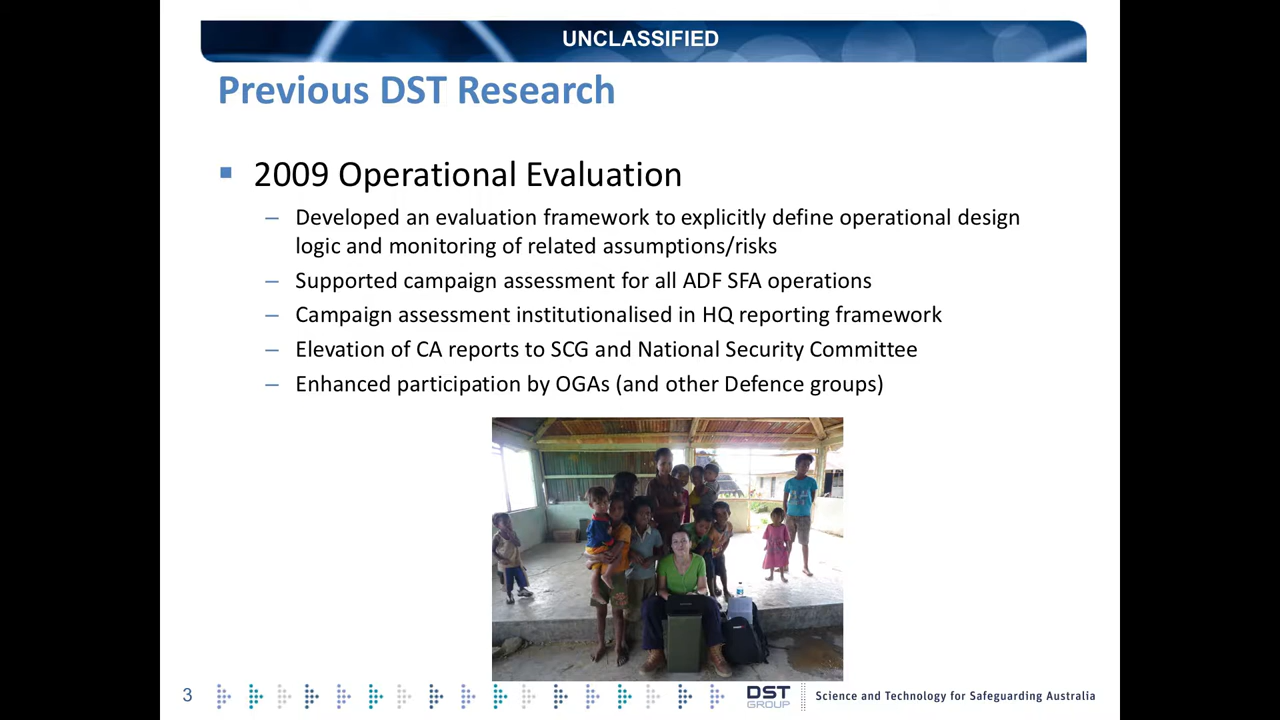 UNCLASSIFIED
Previous DST Research
▪ 2009 Operational Evaluation
– Developed an evaluation framework to explicitly define operational design
logic and monitoring of related assumptions/risks
– Supported campaign assessment for all ADF SFA operations
– Campaign assessment institutionalised in HQ reporting framework
– Elevation of CA reports to SCG and National Security Committee
– Enhanced participation by OGAs (and other Defence groups)
3
DST
GROUP
Science and Technology for Safeguarding Australia